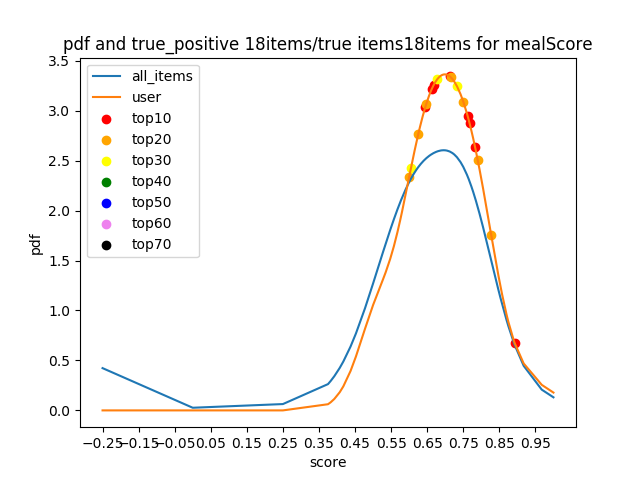 pdf and true_positive 18items/true items18items for mealScore
all_items
user
top10
top20
top30
top40
top50
top60
top70
pdf
3.5
3.0
2.5
2.0
1.5
1.0
0.5
0.0
−0.25−0.15−0.05 0.05 0.15 0.25 0.35 0.45 0.55 0.65 0.75 0.85 0.95
score